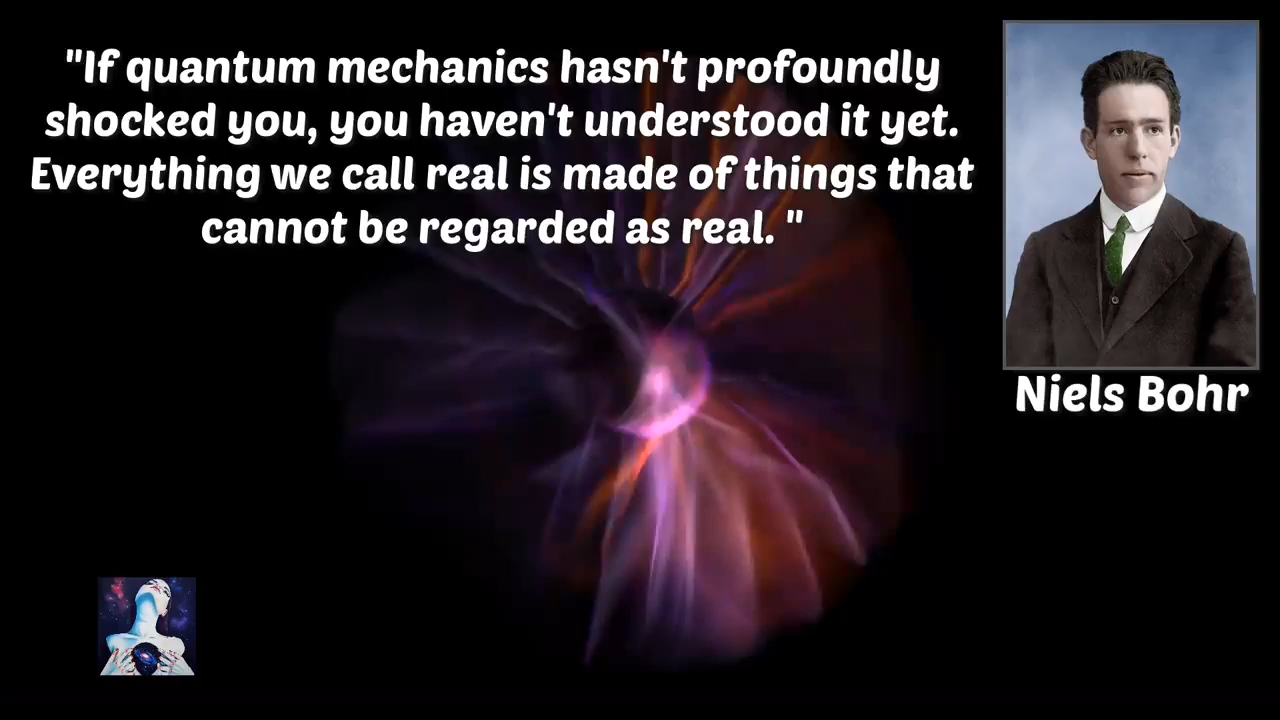 "If quantum mechanics hasn't profoundly
shocked you, you haven't understood it yet.
Everything we call real is made of things that
cannot be regarded as real. "
Niels Bohr